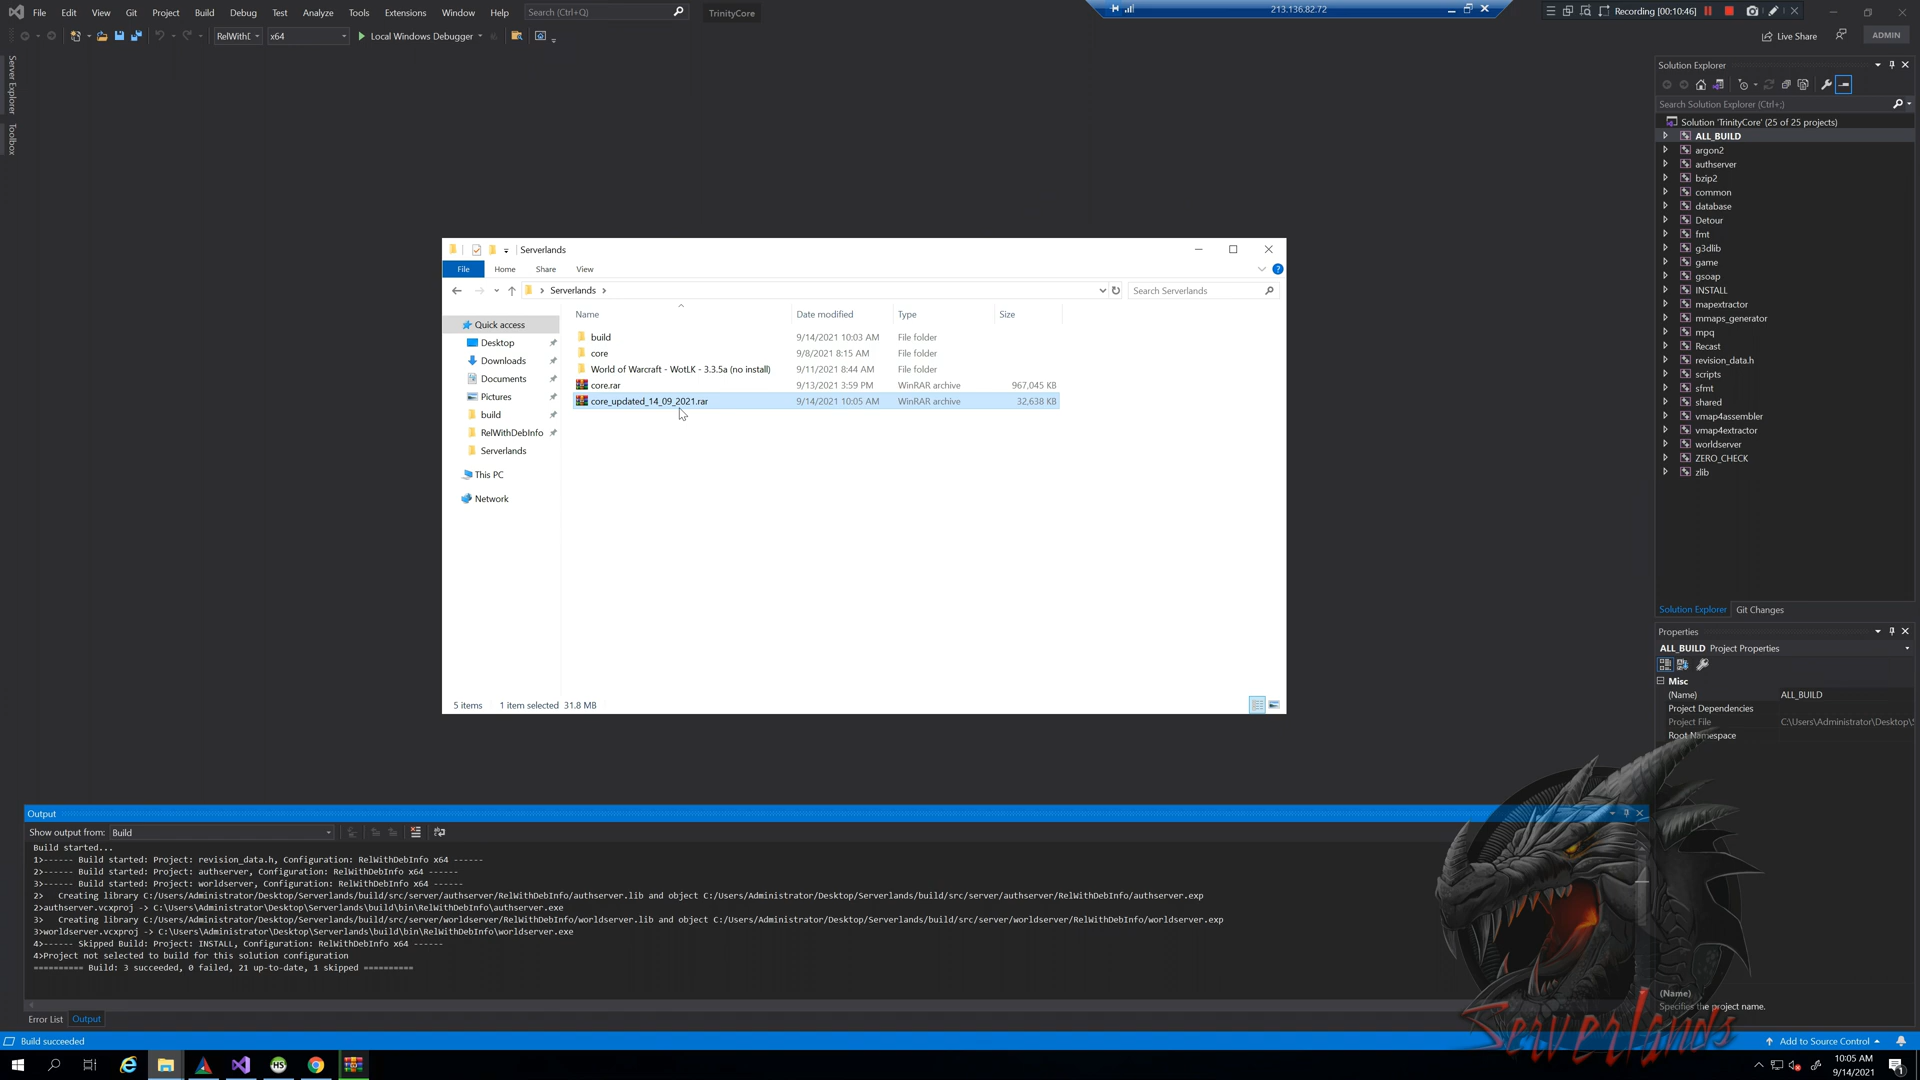 File Edit View Git Project Build Debug Test Analyze Tools Extensions Window Help Search (Ctrl+Q) TrinityCore
213.136.82.72
Recording [00:10:46]
RelWithD x64 Local Windows Debugger
Live Share ADMIN
Server Explorer
Toolbox
Solution Explorer
Search Solution Explorer (Ctrl+;)
Solution 'TrinityCore' (25 of 25 projects)
ALL_BUILD
argon2
authserver
bzip2
common
database
Detour
fmt
g3dlib
game
gsoap
INSTALL
mapextractor
mmaps_generator
mpq
Recast
revision_data.h
scripts
sfmt
shared
vmap4assembler
vmap4extractor
worldserver
ZERO_CHECK
zlib
Solution Explorer Git Changes
Properties
ALL_BUILD Project Properties
Misc
(Name) ALL_BUILD
Project Dependencies
Project File C:\Users\Administrator\Desktop\S
Root Namespace
(Name)
Specifies the project name.
Serverlands
File Home Share View
Serverlands
Search Serverlands
Quick access
Desktop
Downloads
Documents
Pictures
build
RelWithDebInfo
Serverlands
This PC
Network
Name Date modified Type Size
build 9/14/2021 10:03 AM File folder
core 9/8/2021 8:15 AM File folder
World of Warcraft - WotLK - 3.3.5a (no install) 9/11/2021 8:44 AM File folder
core.rar 9/13/2021 3:59 PM WinRAR archive 967,045 KB
core_updated_14_09_2021.rar 9/14/2021 10:05 AM WinRAR archive 32,638 KB
5 items 1 item selected 31.8 MB
Output
Show output from: Build
Build started...
1>------ Build started: Project: revision_data.h, Configuration: RelWithDebInfo x64 ------
2>------ Build started: Project: authserver, Configuration: RelWithDebInfo x64 ------
3>------ Build started: Project: worldserver, Configuration: RelWithDebInfo x64 ------
2> Creating library C:/Users/Administrator/Desktop/Serverlands/build/src/server/authserver/RelWithDebInfo/authserver.lib and object C:/Users/Administrator/Desktop/Serverlands/build/src/server/authserver/RelWithDebInfo/authserver.exp
2>authserver.vcxproj -> C:\Users\Administrator\Desktop\Serverlands\build\bin\RelWithDebInfo\authserver.exe
3> Creating library C:/Users/Administrator/Desktop/Serverlands/build/src/server/worldserver/RelWithDebInfo/worldserver.lib and object C:/Users/Administrator/Desktop/Serverlands/build/src/server/worldserver/RelWithDebInfo/worldserver.exp
3>worldserver.vcxproj -> C:\Users\Administrator\Desktop\Serverlands\build\bin\RelWithDebInfo\worldserver.exe
4>------ Skipped Build: Project: INSTALL, Configuration: RelWithDebInfo x64 ------
4>Project not selected to build for this solution configuration
========== Build: 3 succeeded, 0 failed, 21 up-to-date, 1 skipped ==========
Error List Output
Serverlands
Build succeeded
Add to Source Control
HS
10:05 AM
9/14/2021
1